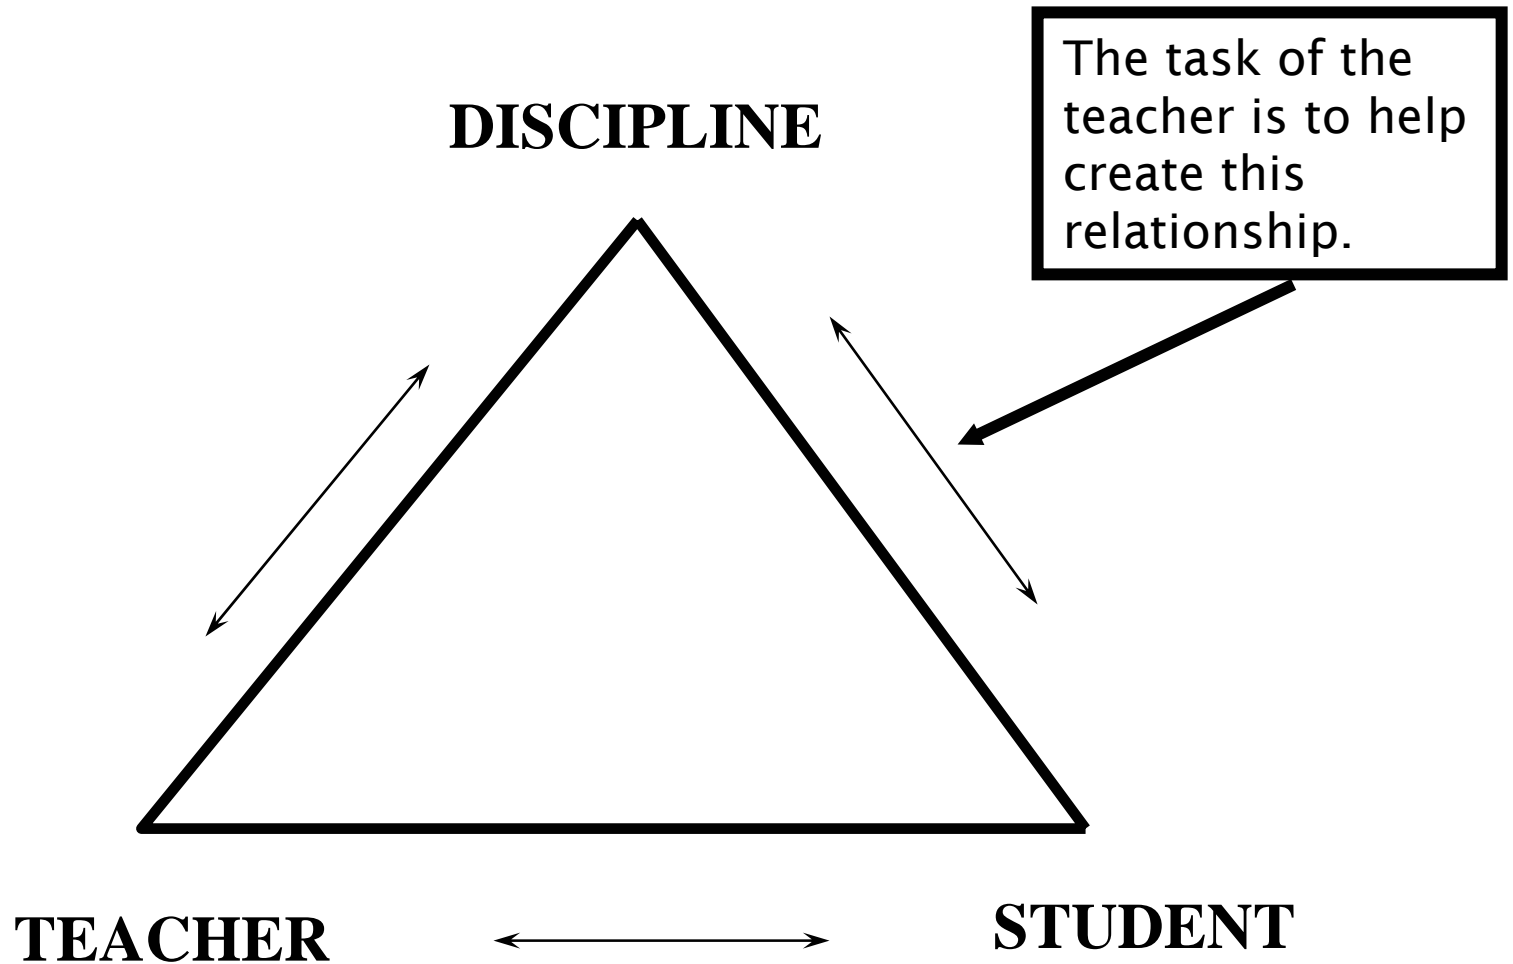 The task of the
teacher is to help
create this
relationship.
DISCIPLINE
TEACHER
STUDENT